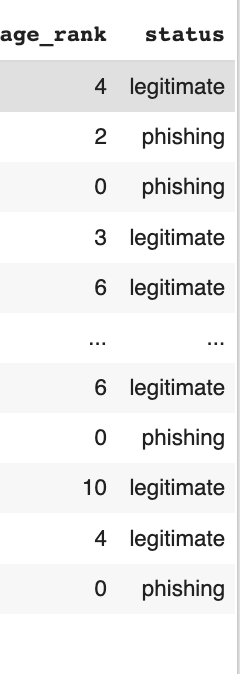 age_rank status
4 legitimate
2 phishing
0 phishing
3 legitimate
6 legitimate
... ...
6 legitimate
0 phishing
10 legitimate
4 legitimate
0 phishing